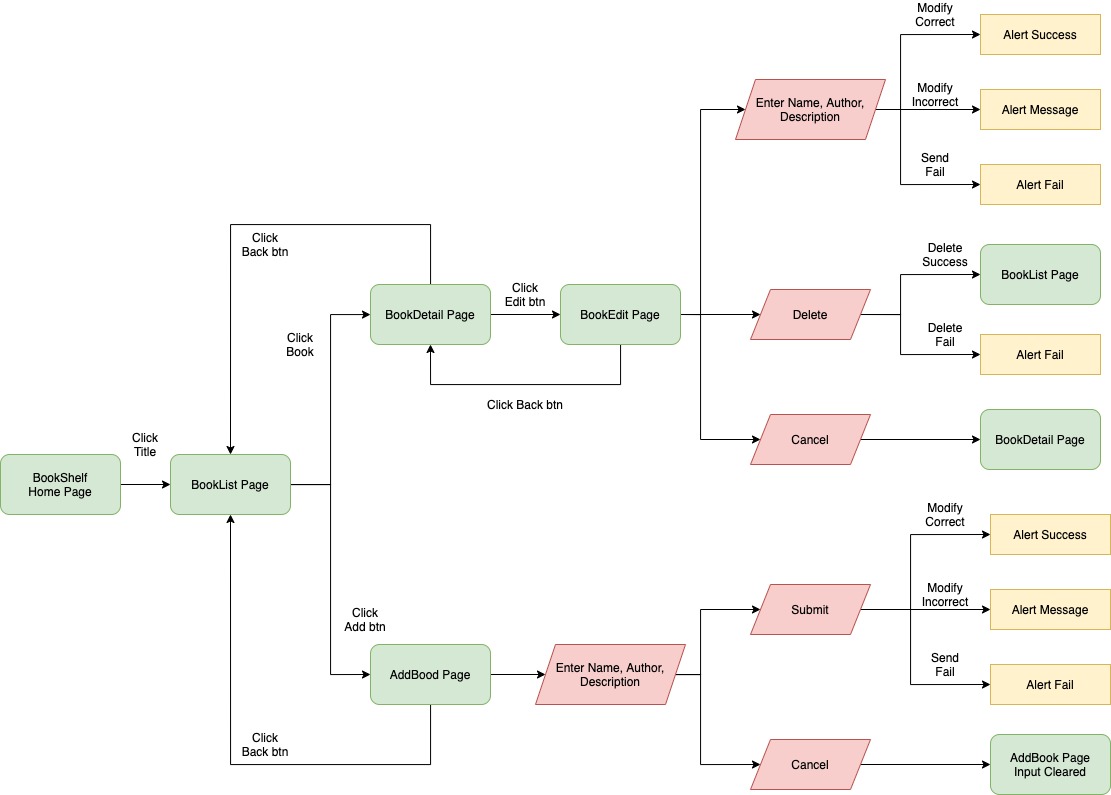 Modify
Correct
Alert Success
Enter Name, Author,
Description
Modify
Incorrect
Alert Message
Send
Fail
Alert Fail
Click
Back btn
Delete
Success
BookList Page
Click
Edit btn
BookDetail Page
BookEdit Page
Delete
Click
Book
Delete
Fail
Alert Fail
Click Back btn
Click
Title
Cancel
BookDetail Page
BookShelf
Home Page
BookList Page
Modify
Correct
Alert Success
Click
Add btn
Submit
Modify
Incorrect
Alert Message
AddBood Page
Enter Name, Author,
Description
Send
Fail
Alert Fail
Click
Back btn
Cancel
AddBook Page
Input Cleared